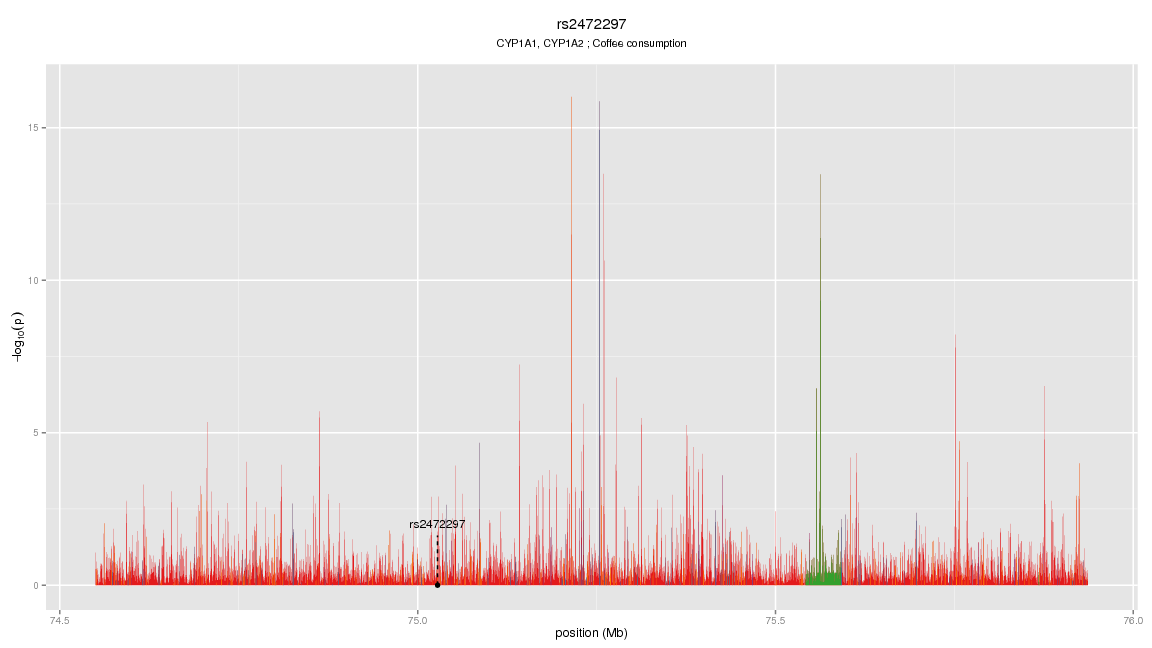 rs2472297
CYP1A1, CYP1A2 ; Coffee consumption
15
10
5
0
−log10(p)
rs2472297
74.5
75.0
75.5
76.0
position (Mb)